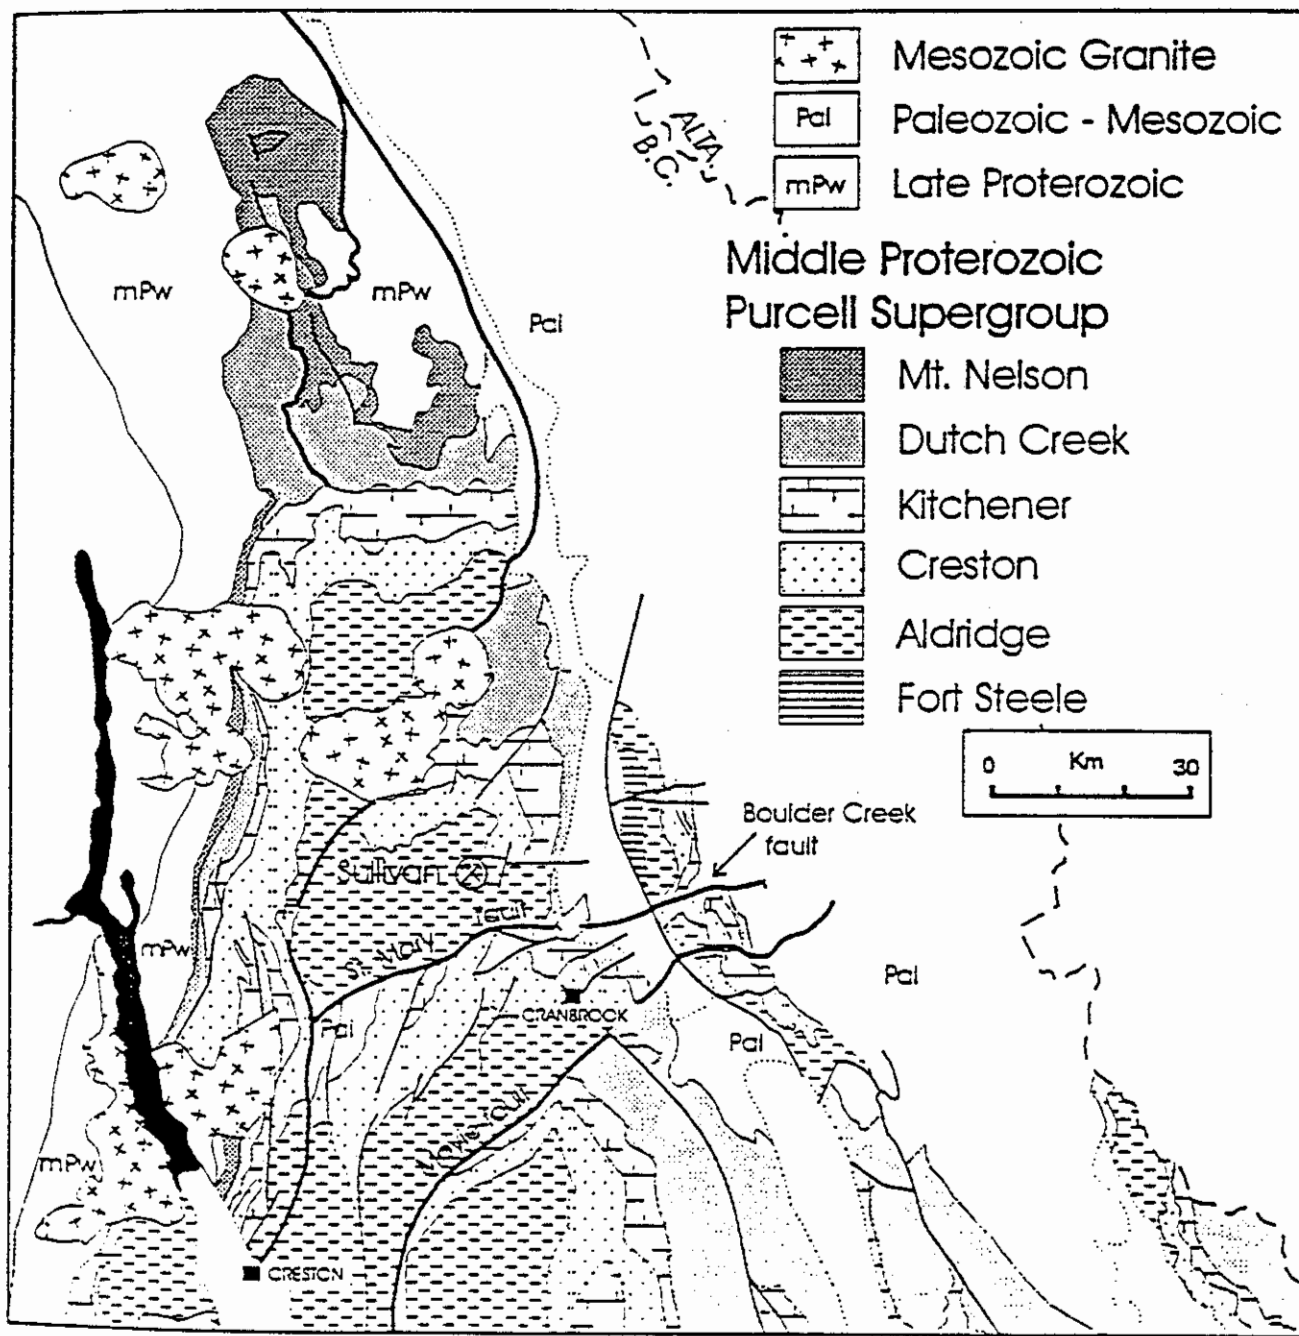 Mesozoic Granite
Pal
Paleozoic - Mesozoic
mPw
Late Proterozoic
Middle Proterozoic
Purcell Supergroup
Mt. Nelson
Dutch Creek
Kitchener
Creston
Aldridge
Fort Steele
0 Km 30
ALTA.
B.C.
mPw
mPw
Pal
Boulder Creek
fault
Sullivan
St. Mary fault
mPw
Pal
CRANBROOK
Pal
Pal
Moyie fault
mPw
CRESTON